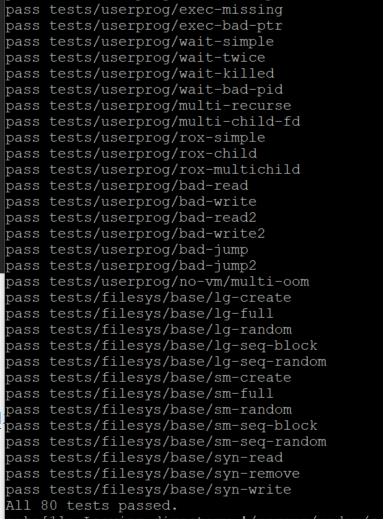 pass tests/userprog/exec-missing
pass tests/userprog/exec-bad-ptr
pass tests/userprog/wait-simple
pass tests/userprog/wait-twice
pass tests/userprog/wait-killed
pass tests/userprog/wait-bad-pid
pass tests/userprog/multi-recurse
pass tests/userprog/multi-child-fd
pass tests/userprog/rox-simple
pass tests/userprog/rox-child
pass tests/userprog/rox-multichild
pass tests/userprog/bad-read
pass tests/userprog/bad-write
pass tests/userprog/bad-read2
pass tests/userprog/bad-write2
pass tests/userprog/bad-jump
pass tests/userprog/bad-jump2
pass tests/userprog/no-vm/multi-oom
pass tests/filesys/base/lg-create
pass tests/filesys/base/lg-full
pass tests/filesys/base/lg-random
pass tests/filesys/base/lg-seq-block
pass tests/filesys/base/lg-seq-random
pass tests/filesys/base/sm-create
pass tests/filesys/base/sm-full
pass tests/filesys/base/sm-random
pass tests/filesys/base/sm-seq-block
pass tests/filesys/base/sm-seq-random
pass tests/filesys/base/syn-read
pass tests/filesys/base/syn-remove
pass tests/filesys/base/syn-write
All 80 tests passed.